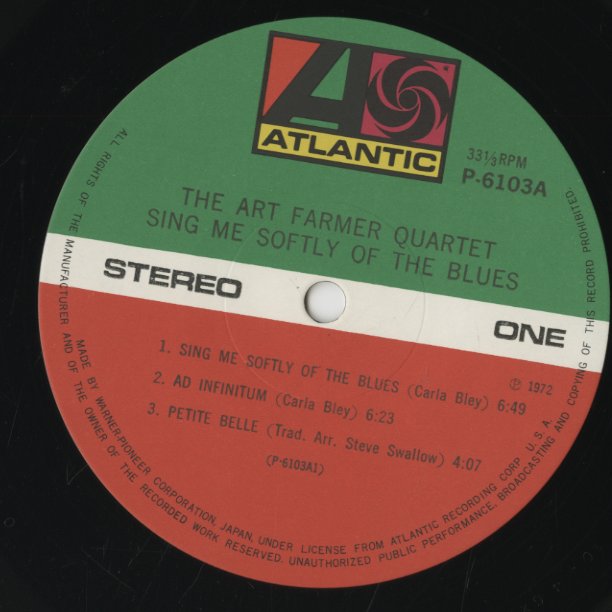 ATLANTIC
33⅓ RPM
P-6103A
THE ART FARMER QUARTET
SING ME SOFTLY OF THE BLUES
STEREO
ONE
℗ 1972
1. SING ME SOFTLY OF THE BLUES (Carla Bley) 6:49
2. AD INFINITUM (Carla Bley) 6:23
3. PETITE BELLE (Trad. Arr. Steve Swallow) 4:07
(P-6103A1)
MADE BY WARNER-PIONEER CORPORATION, JAPAN, UNDER LICENSE FROM ATLANTIC RECORDING CORP. U.S.A.
ALL RIGHTS OF THE MANUFACTURER AND OF THE OWNER OF THE RECORDED WORK RESERVED. UNAUTHORIZED PUBLIC PERFORMANCE, BROADCASTING AND COPYING OF THIS RECORD PROHIBITED.